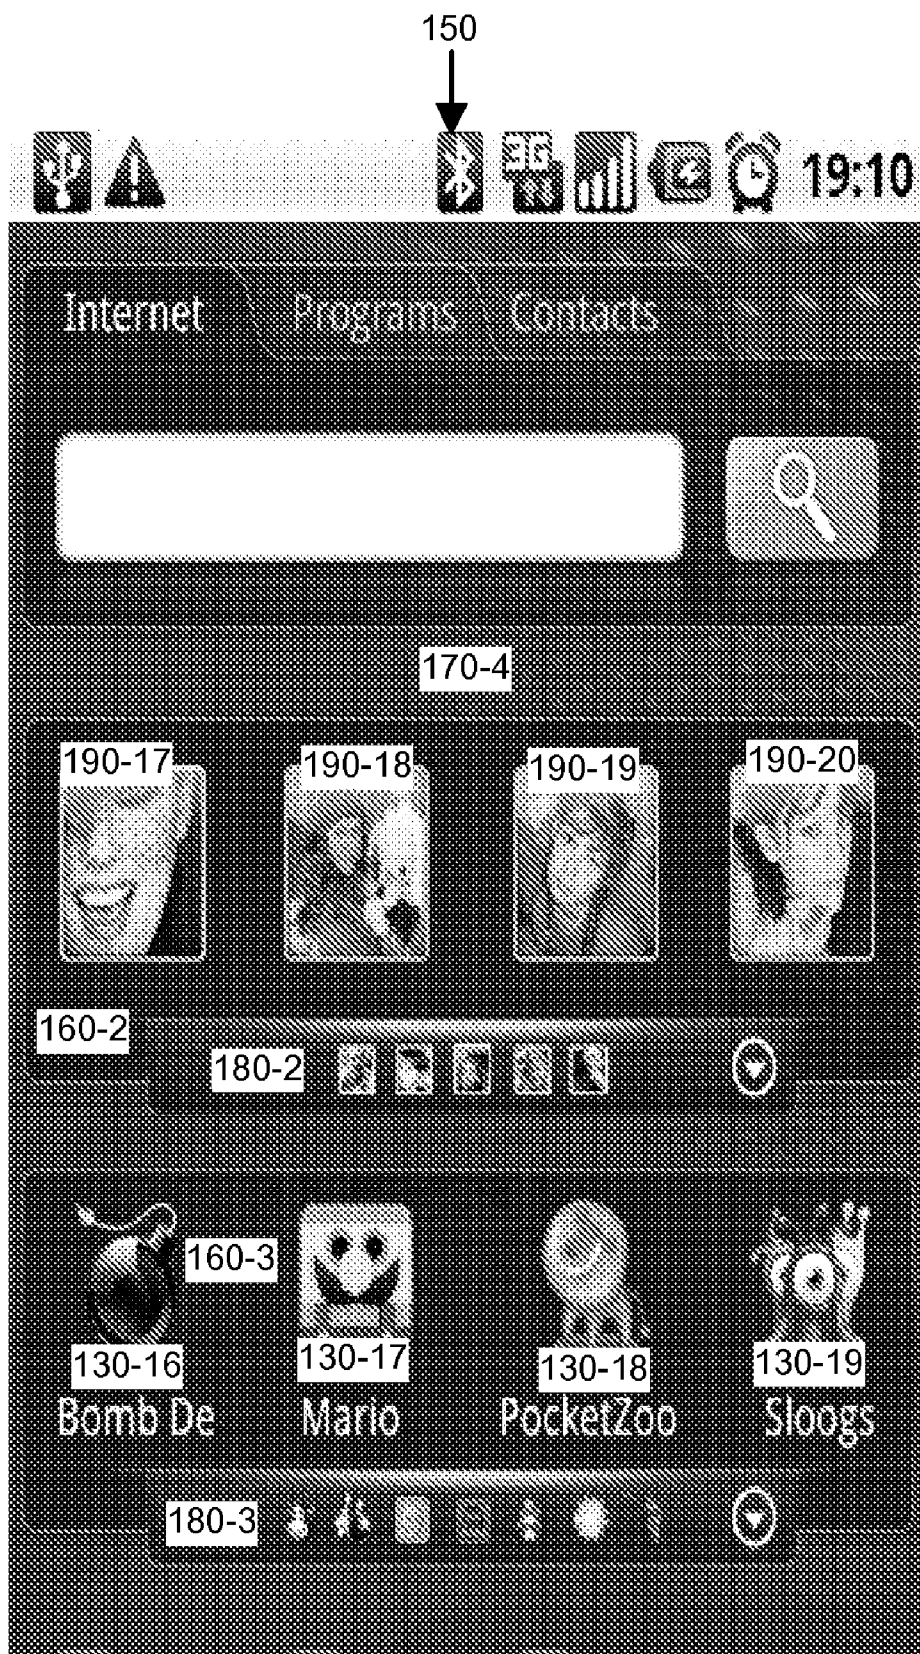 150
3G
19:10
Internet Programs Contacts
170-4
190-17 190-18 190-19 190-20
160-2
180-2
160-3
130-16 130-17 130-18 130-19
Bomb De Mario PocketZoo Sloogs
180-3